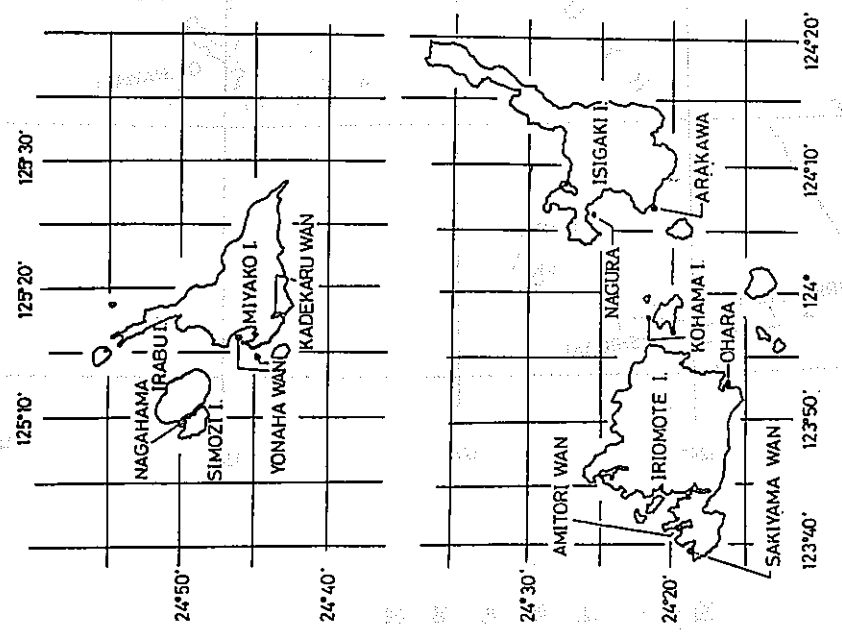 125° 10'
125° 20'
125° 30'
24° 50'
24° 40'
NAGAHAMA
IRABU I.
SIMOZI I.
MIYAKO I.
YONAHA WAN
KADEKARU WAN
24° 30'
24° 20'
123° 40'
123° 50'
124°
124° 10'
124° 20'
AMITORI WAN
IRIOMOTE I.
SAKIYAMA WAN
OHARA
KOHAMA I.
NAGURA
ISIGAKI I.
ARAKAWA